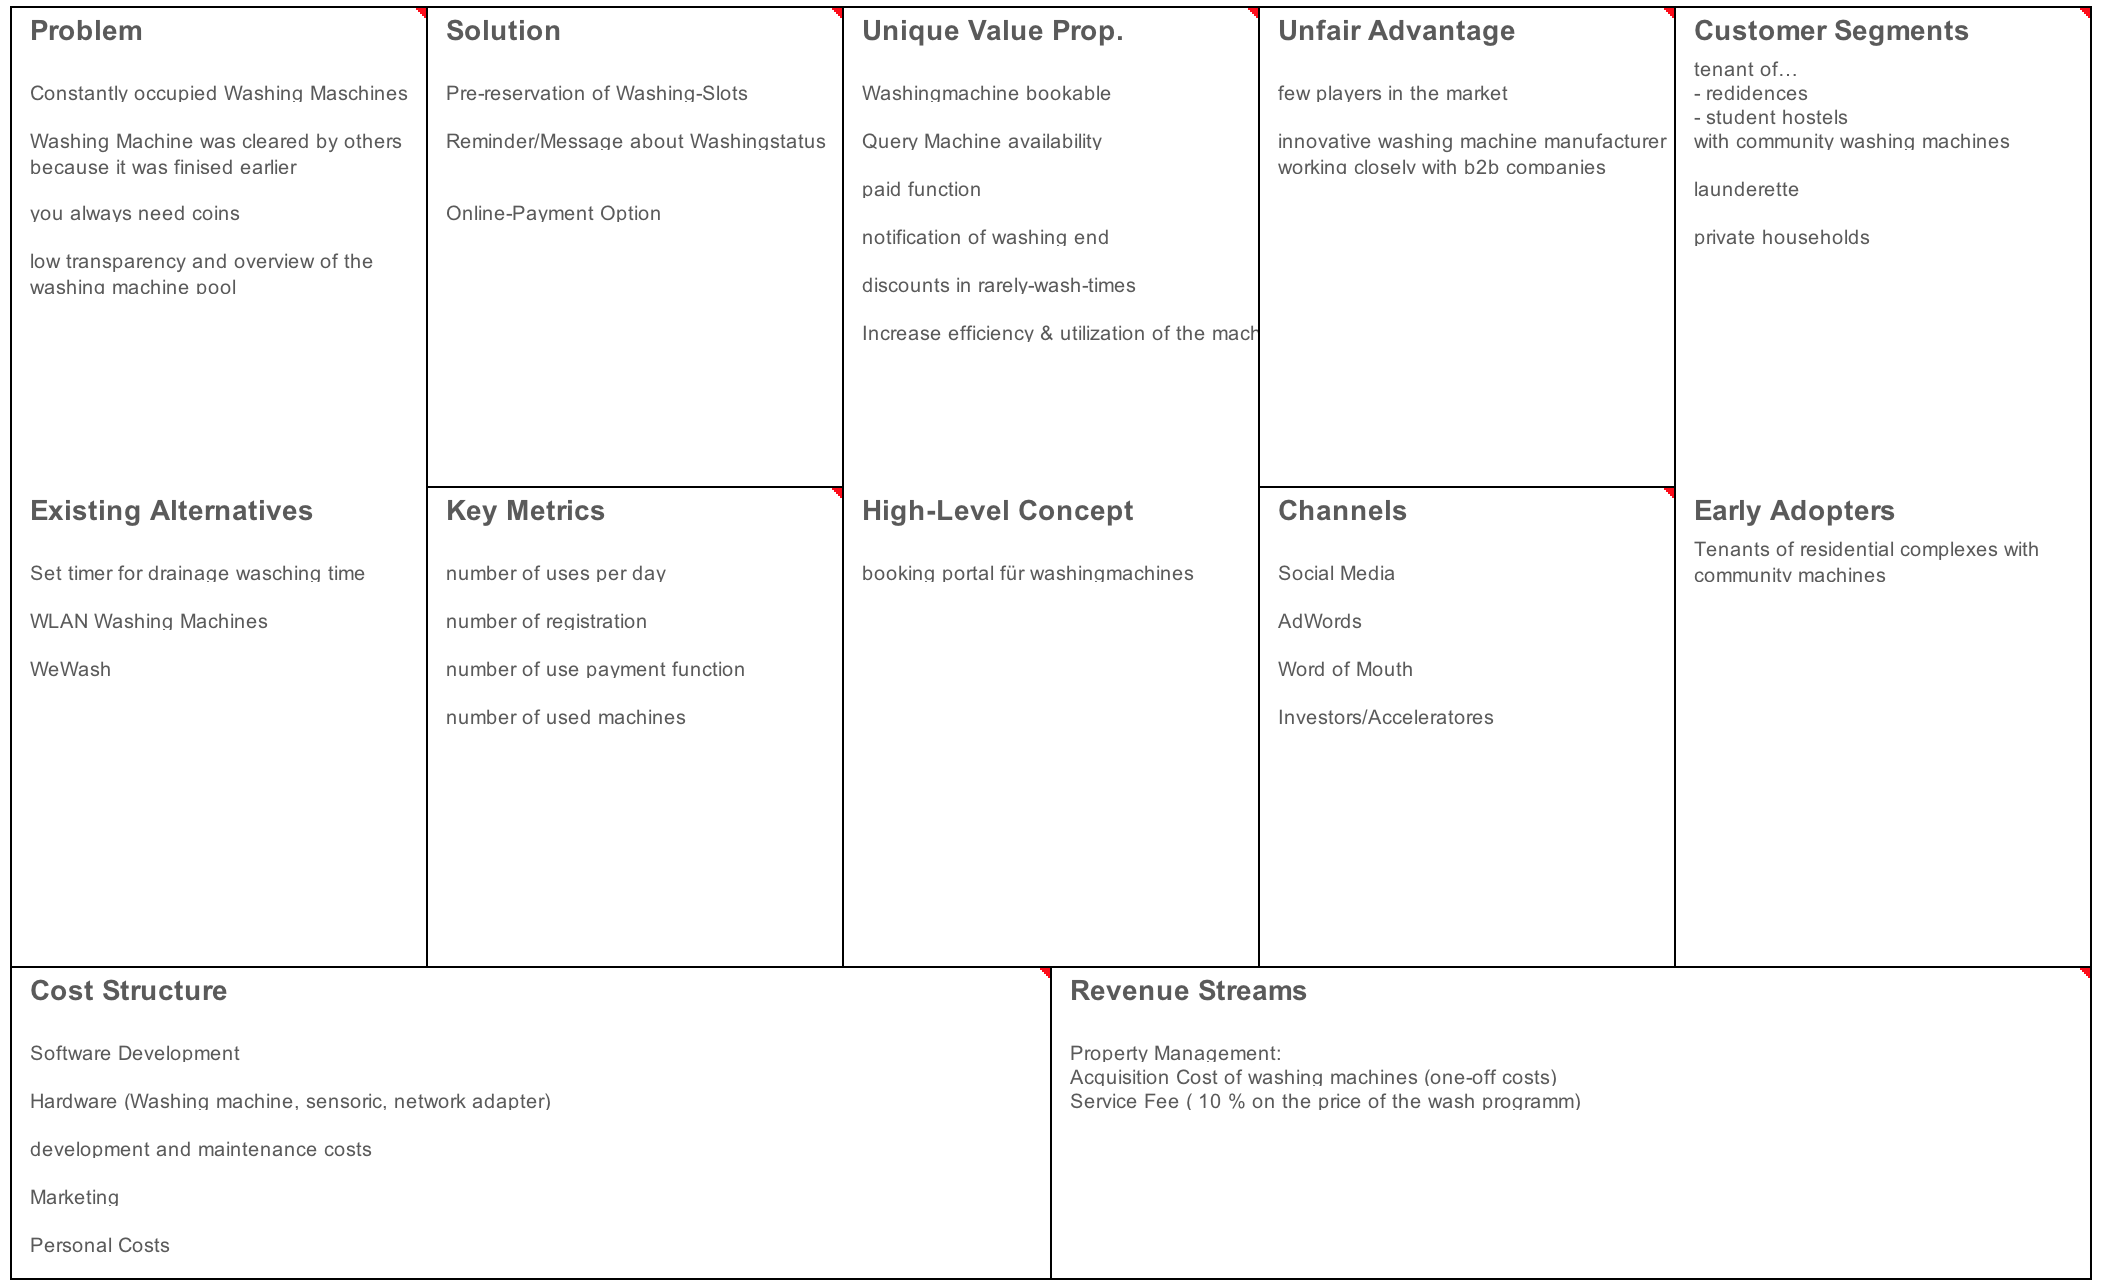 Problem
Constantly occupied Washing Maschines
Washing Machine was cleared by others
because it was finised earlier
you always need coins
low transparency and overview of the
washing machine pool
Solution
Pre-reservation of Washing-Slots
Reminder/Message about Washingstatus
Online-Payment Option
Unique Value Prop.
Washingmachine bookable
Query Machine availability
paid function
notification of washing end
discounts in rarely-wash-times
Increase efficiency & utilization of the mach
Unfair Advantage
few players in the market
innovative washing machine manufacturer
working closely with b2b companies
Customer Segments
tenant of...
- redidences
- student hostels
with community washing machines
launderette
private households
Existing Alternatives
Set timer for drainage wasching time
WLAN Washing Machines
WeWash
Key Metrics
number of uses per day
number of registration
number of use payment function
number of used machines
High-Level Concept
booking portal für washingmachines
Channels
Social Media
AdWords
Word of Mouth
Investors/Acceleratores
Early Adopters
Tenants of residential complexes with
community machines
Cost Structure
Software Development
Hardware (Washing machine, sensoric, network adapter)
development and maintenance costs
Marketing
Personal Costs
Revenue Streams
Property Management:
Acquisition Cost of washing machines (one-off costs)
Service Fee ( 10 % on the price of the wash programm)